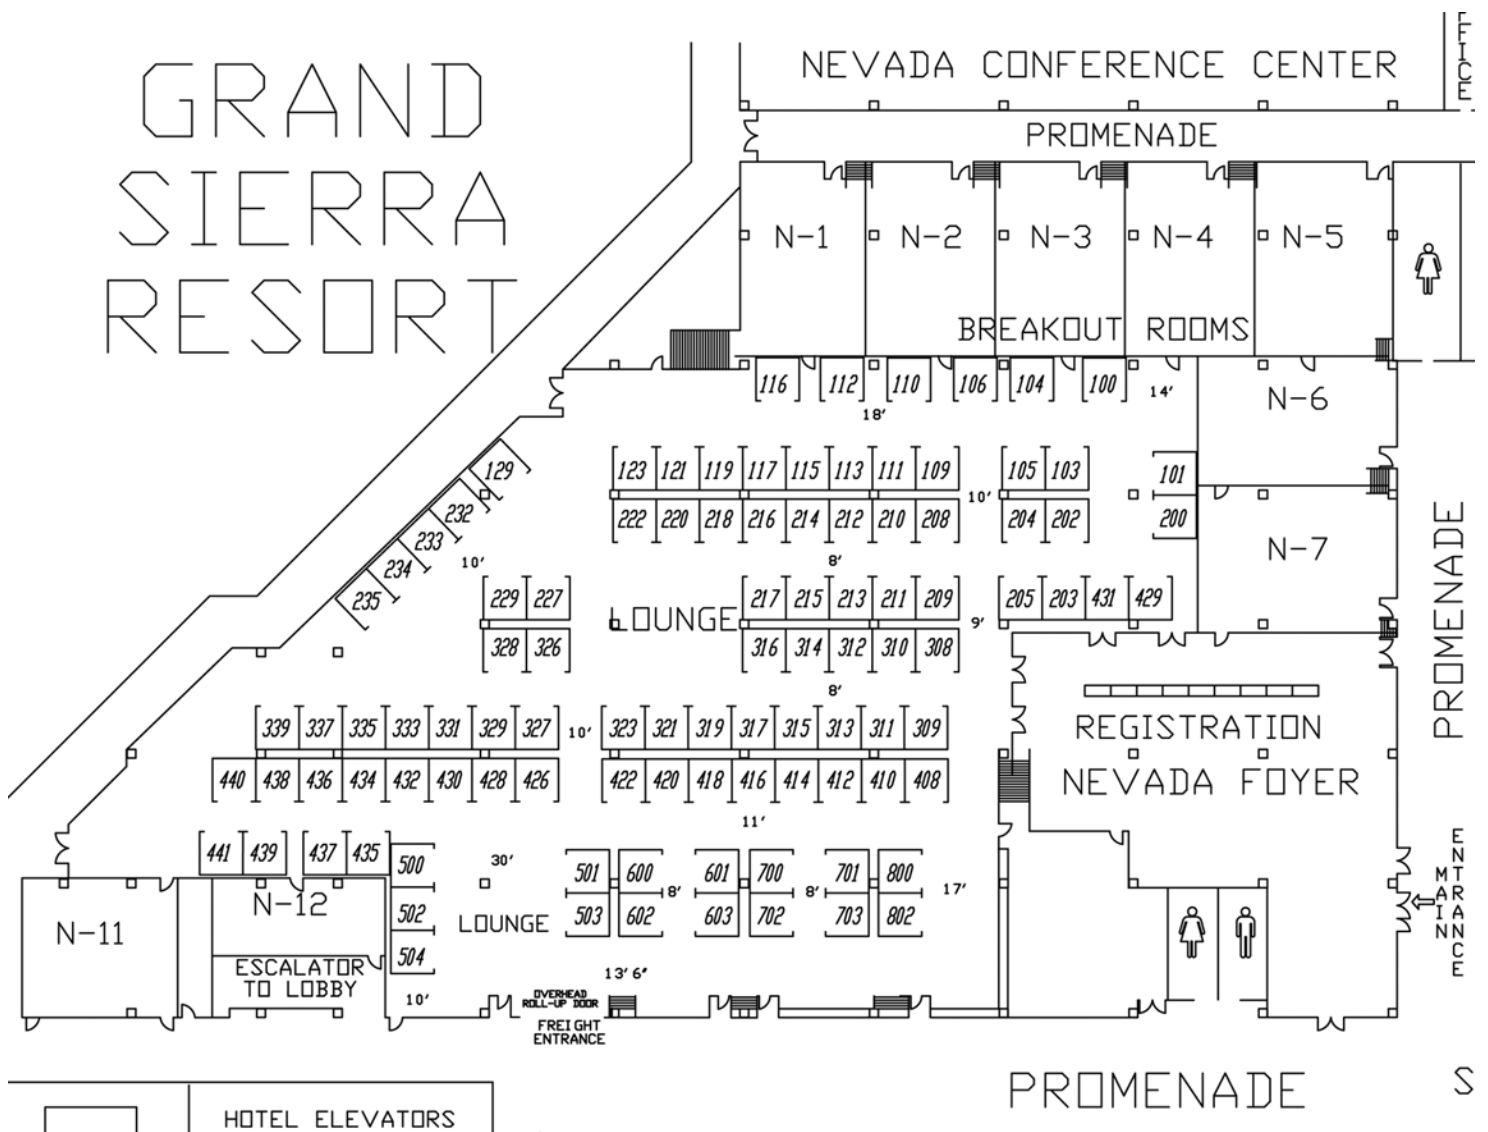 GRAND
SIERRA
RESORT
NEVADA CONFERENCE CENTER
FFICE
PROMENADE
N-1 N-2 N-3 N-4 N-5
BREAKOUT ROOMS
116 112 110 106 104 100 14'
18'
N-6
129
123 121 119 117 115 113 111 109 105 103 101
10'
232
222 220 218 216 214 212 210 208 204 202 200
233
N-7
234
10' 8'
235
229 227 217 215 213 211 209 205 203 431 429
LOUNGE 9'
328 326 316 314 312 310 308
8'
PROMENADE
339 337 335 333 331 329 327 10' 323 321 319 317 315 313 311 309
REGISTRATION
440 438 436 434 432 430 428 426 422 420 418 416 414 412 410 408
NEVADA FOYER
11'
441 439 437 435 500 30' 501 600 601 700 701 800
8' 8' 17'
502 503 602 603 702 703 802
N-12
LOUNGE
N-11
504
ESCALATOR
TO LOBBY
10'
13'6"
MAIN
ENTRANCE
OVERHEAD
ROLL-UP DOOR
FREIGHT
ENTRANCE
PROMENADE S
HOTEL ELEVATORS